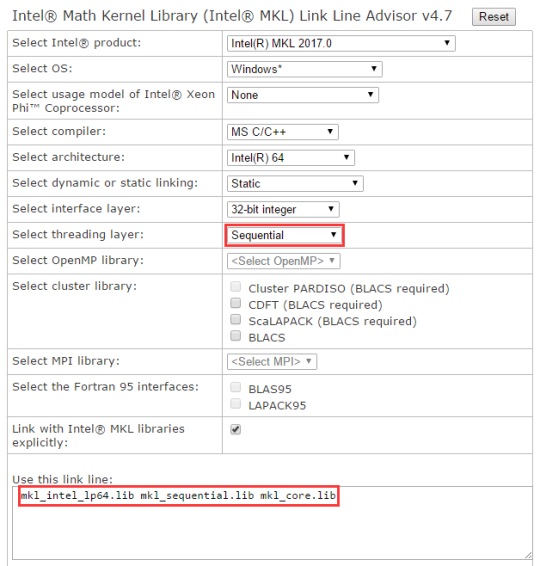 Intel® Math Kernel Library (Intel® MKL) Link Line Advisor v4.7 Reset
Select Intel® product: Intel(R) MKL 2017.0
Select OS: Windows*
Select usage model of Intel® Xeon
Phi™ Coprocessor: None
Select compiler: MS C/C++
Select architecture: Intel(R) 64
Select dynamic or static linking: Static
Select interface layer: 32-bit integer
Select threading layer: Sequential
Select OpenMP library: <Select OpenMP>
Select cluster library: Cluster PARDISO (BLACS required)
CDFT (BLACS required)
ScaLAPACK (BLACS required)
BLACS
Select MPI library: <Select MPI>
Select the Fortran 95 interfaces: BLAS95
LAPACK95
Link with Intel® MKL libraries
explicitly:
Use this link line:
mkl_intel_lp64.lib mkl_sequential.lib mkl_core.lib